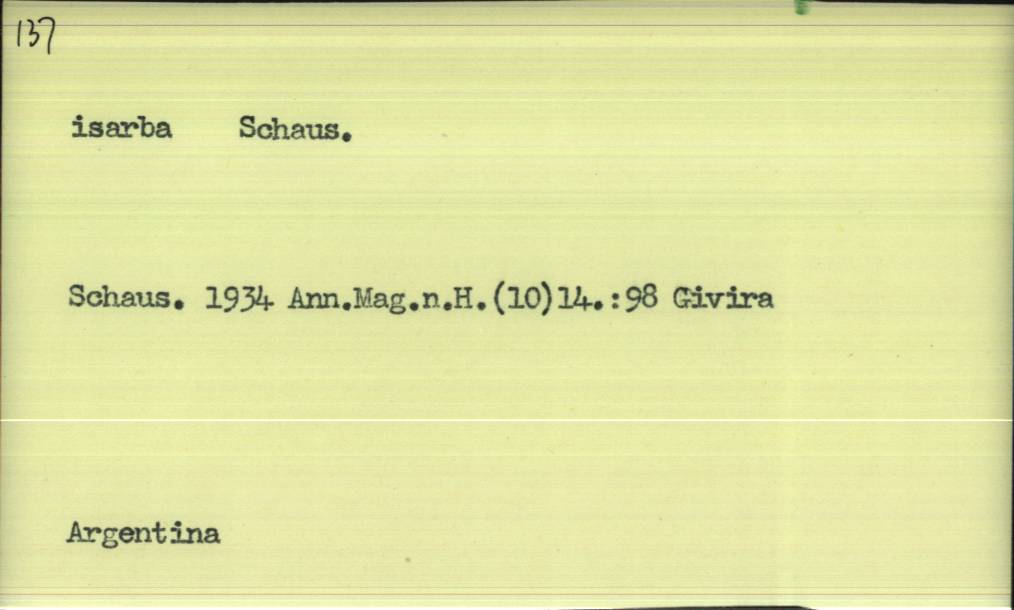 137
isarba Schaus.
Schaus. 1934 Ann.Mag.n.H.(10)14.:98 Givira
Argentina